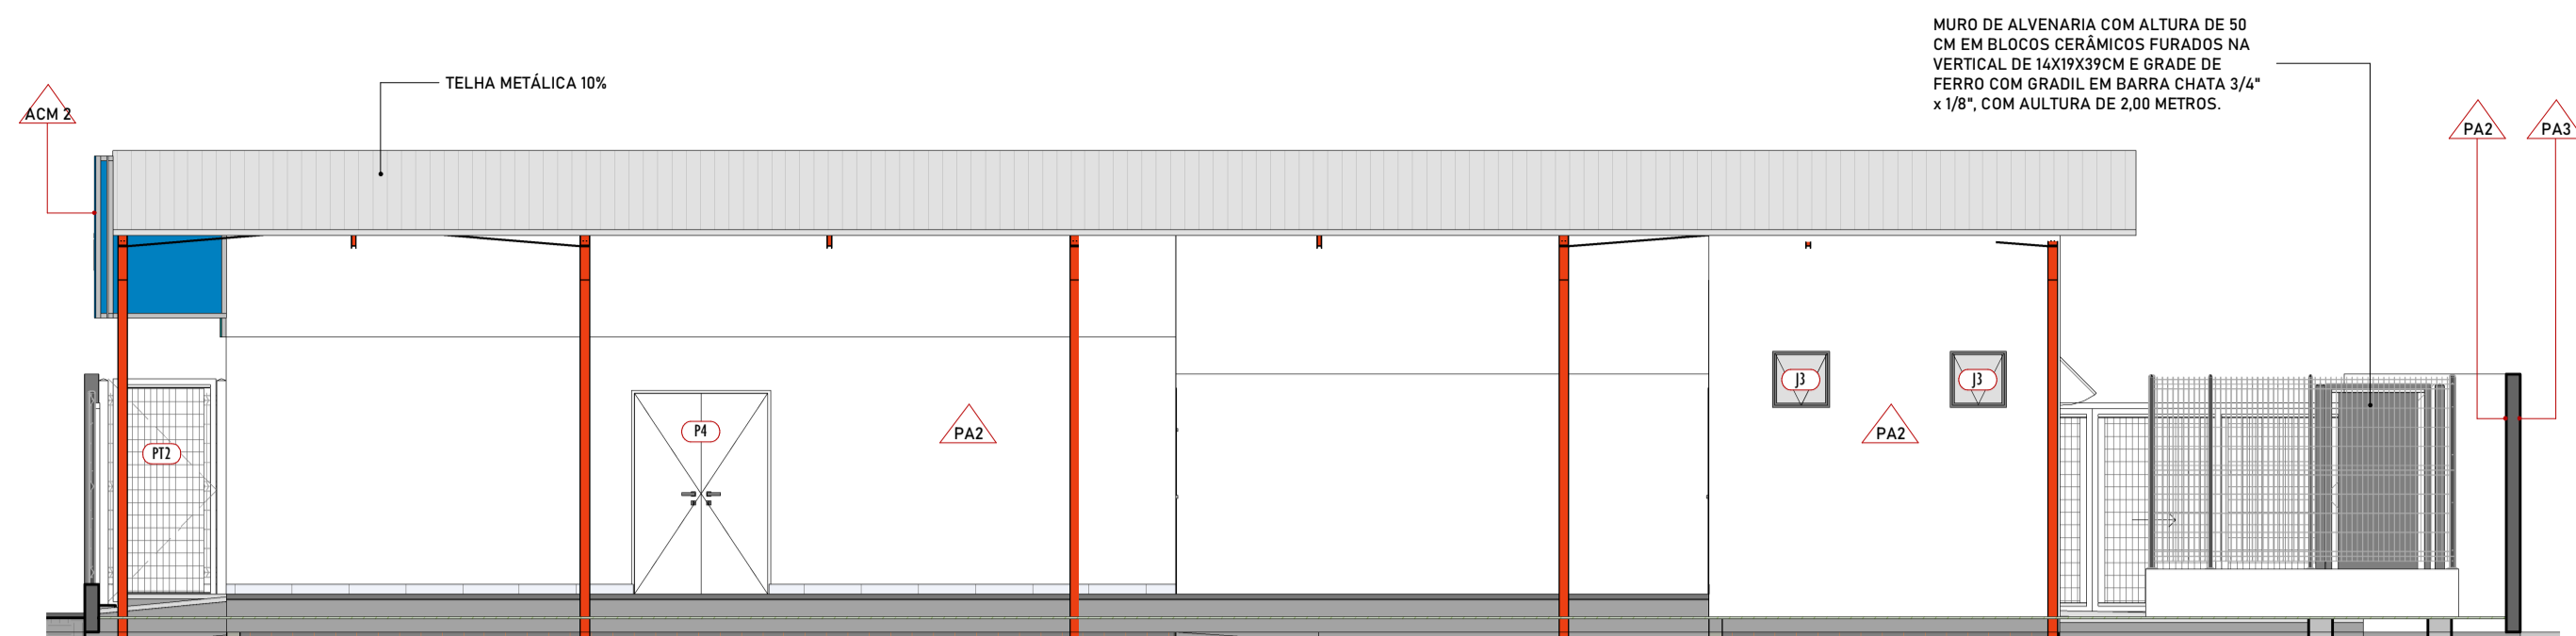 MURO DE ALVENARIA COM ALTURA DE 50
CM EM BLOCOS CERÂMICOS FURADOS NA
VERTICAL DE 14X19X39CM E GRADE DE
FERRO COM GRADIL EM BARRA CHATA 3/4"
x 1/8", COM AULTURA DE 2,00 METROS.
TELHA METÁLICA 10%
ACM 2
PA2
PA3
J3
J3
P4
PA2
PA2
PT2